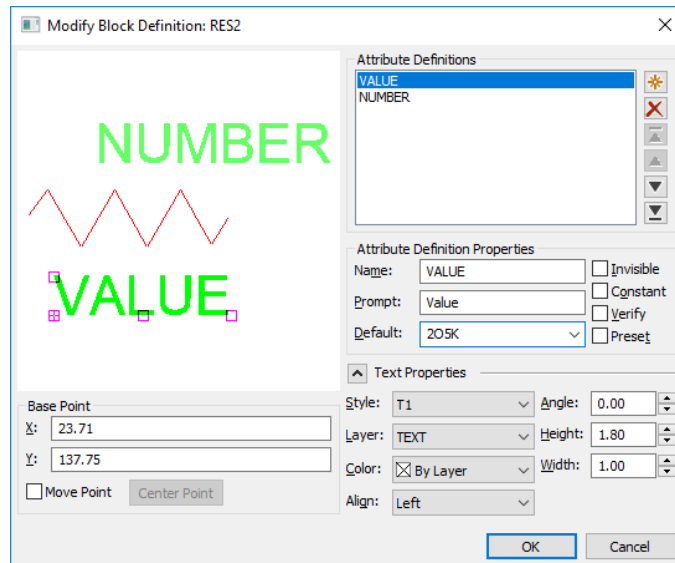 Modify Block Definition: RES2
NUMBER
VALUE
Attribute Definitions
VALUE
NUMBER
Attribute Definition Properties
Name: VALUE
Prompt: Value
Default: 2O5K
Invisible
Constant
Verify
Preset
Text Properties
Style: T1 Angle: 0.00
Layer: TEXT Height: 1.80
Color: By Layer Width: 1.00
Align: Left
Base Point
X: 23.71
Y: 137.75
Move Point Center Point
OK Cancel